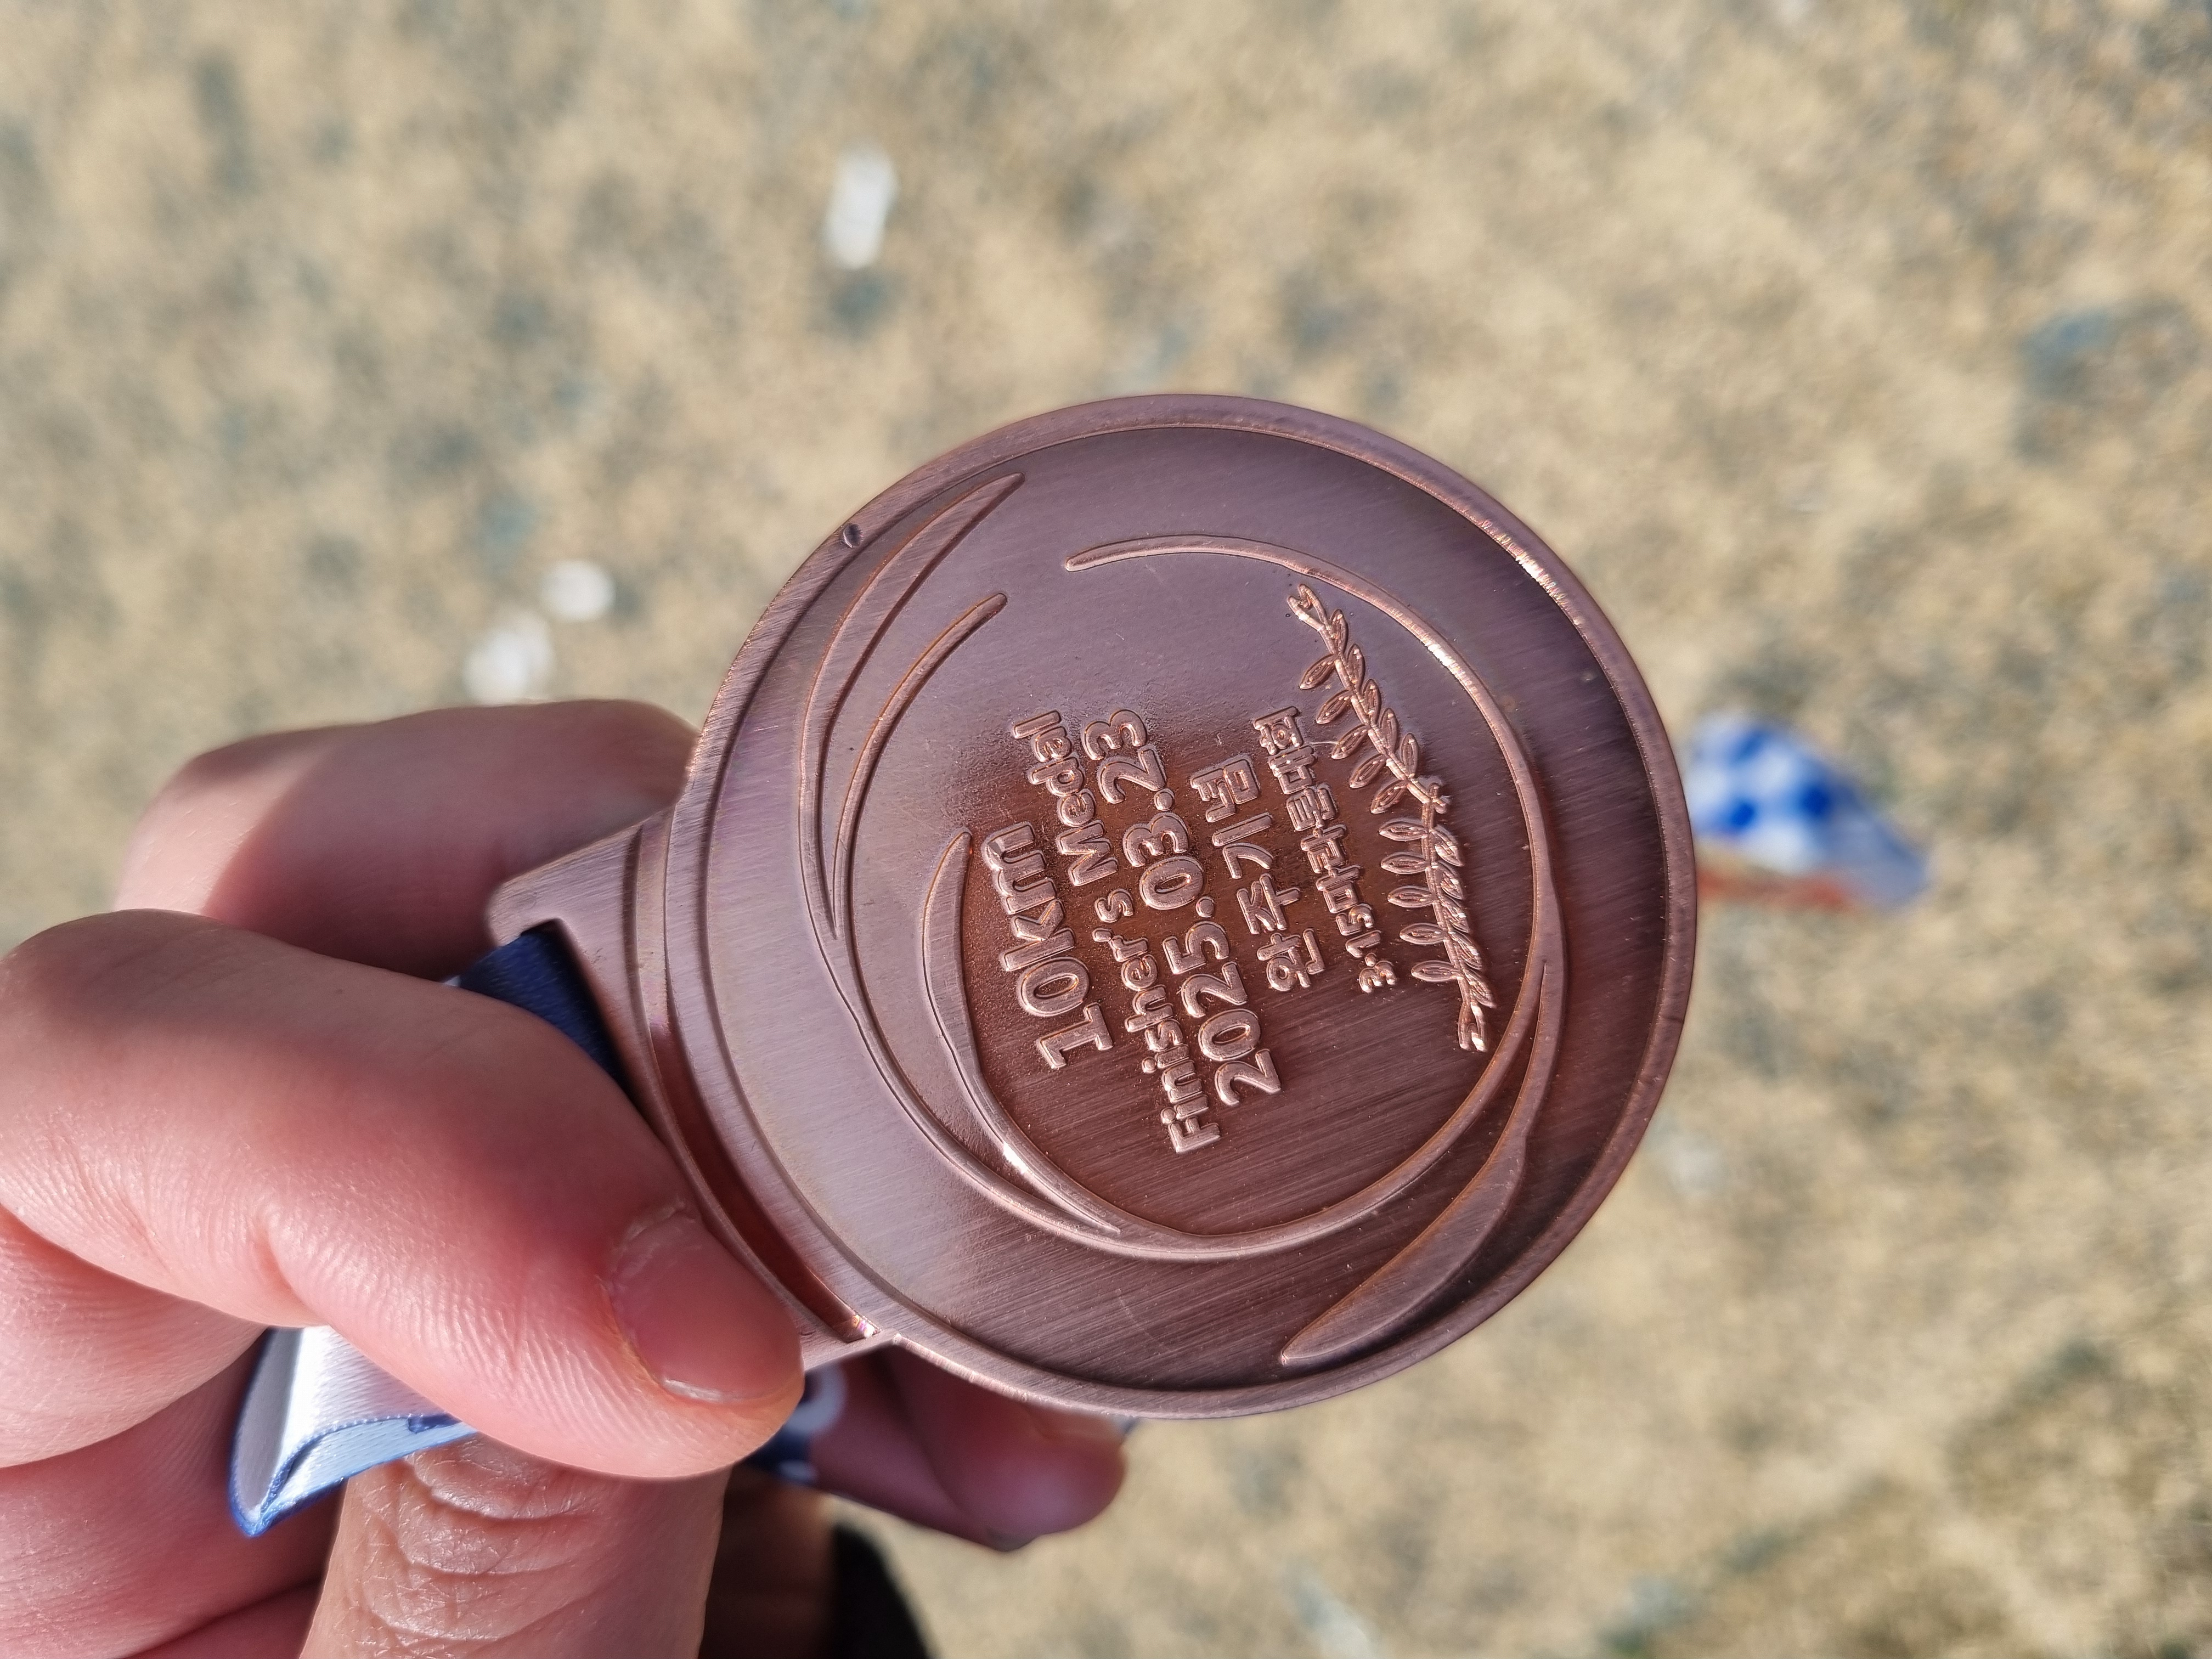 10km
Finisher's Medal
2025.03.23
완주기념
3·15마라톤대회